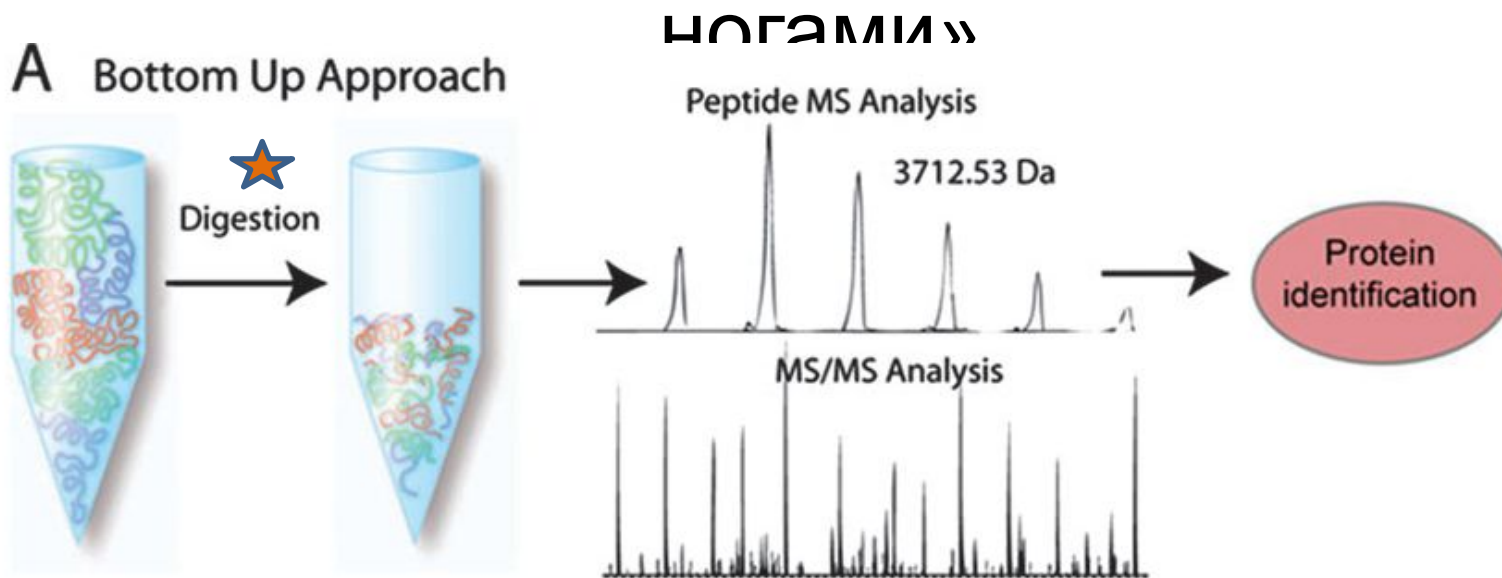 ногами»
A Bottom Up Approach
Digestion
Peptide MS Analysis
3712.53 Da
MS/MS Analysis
Protein
identification